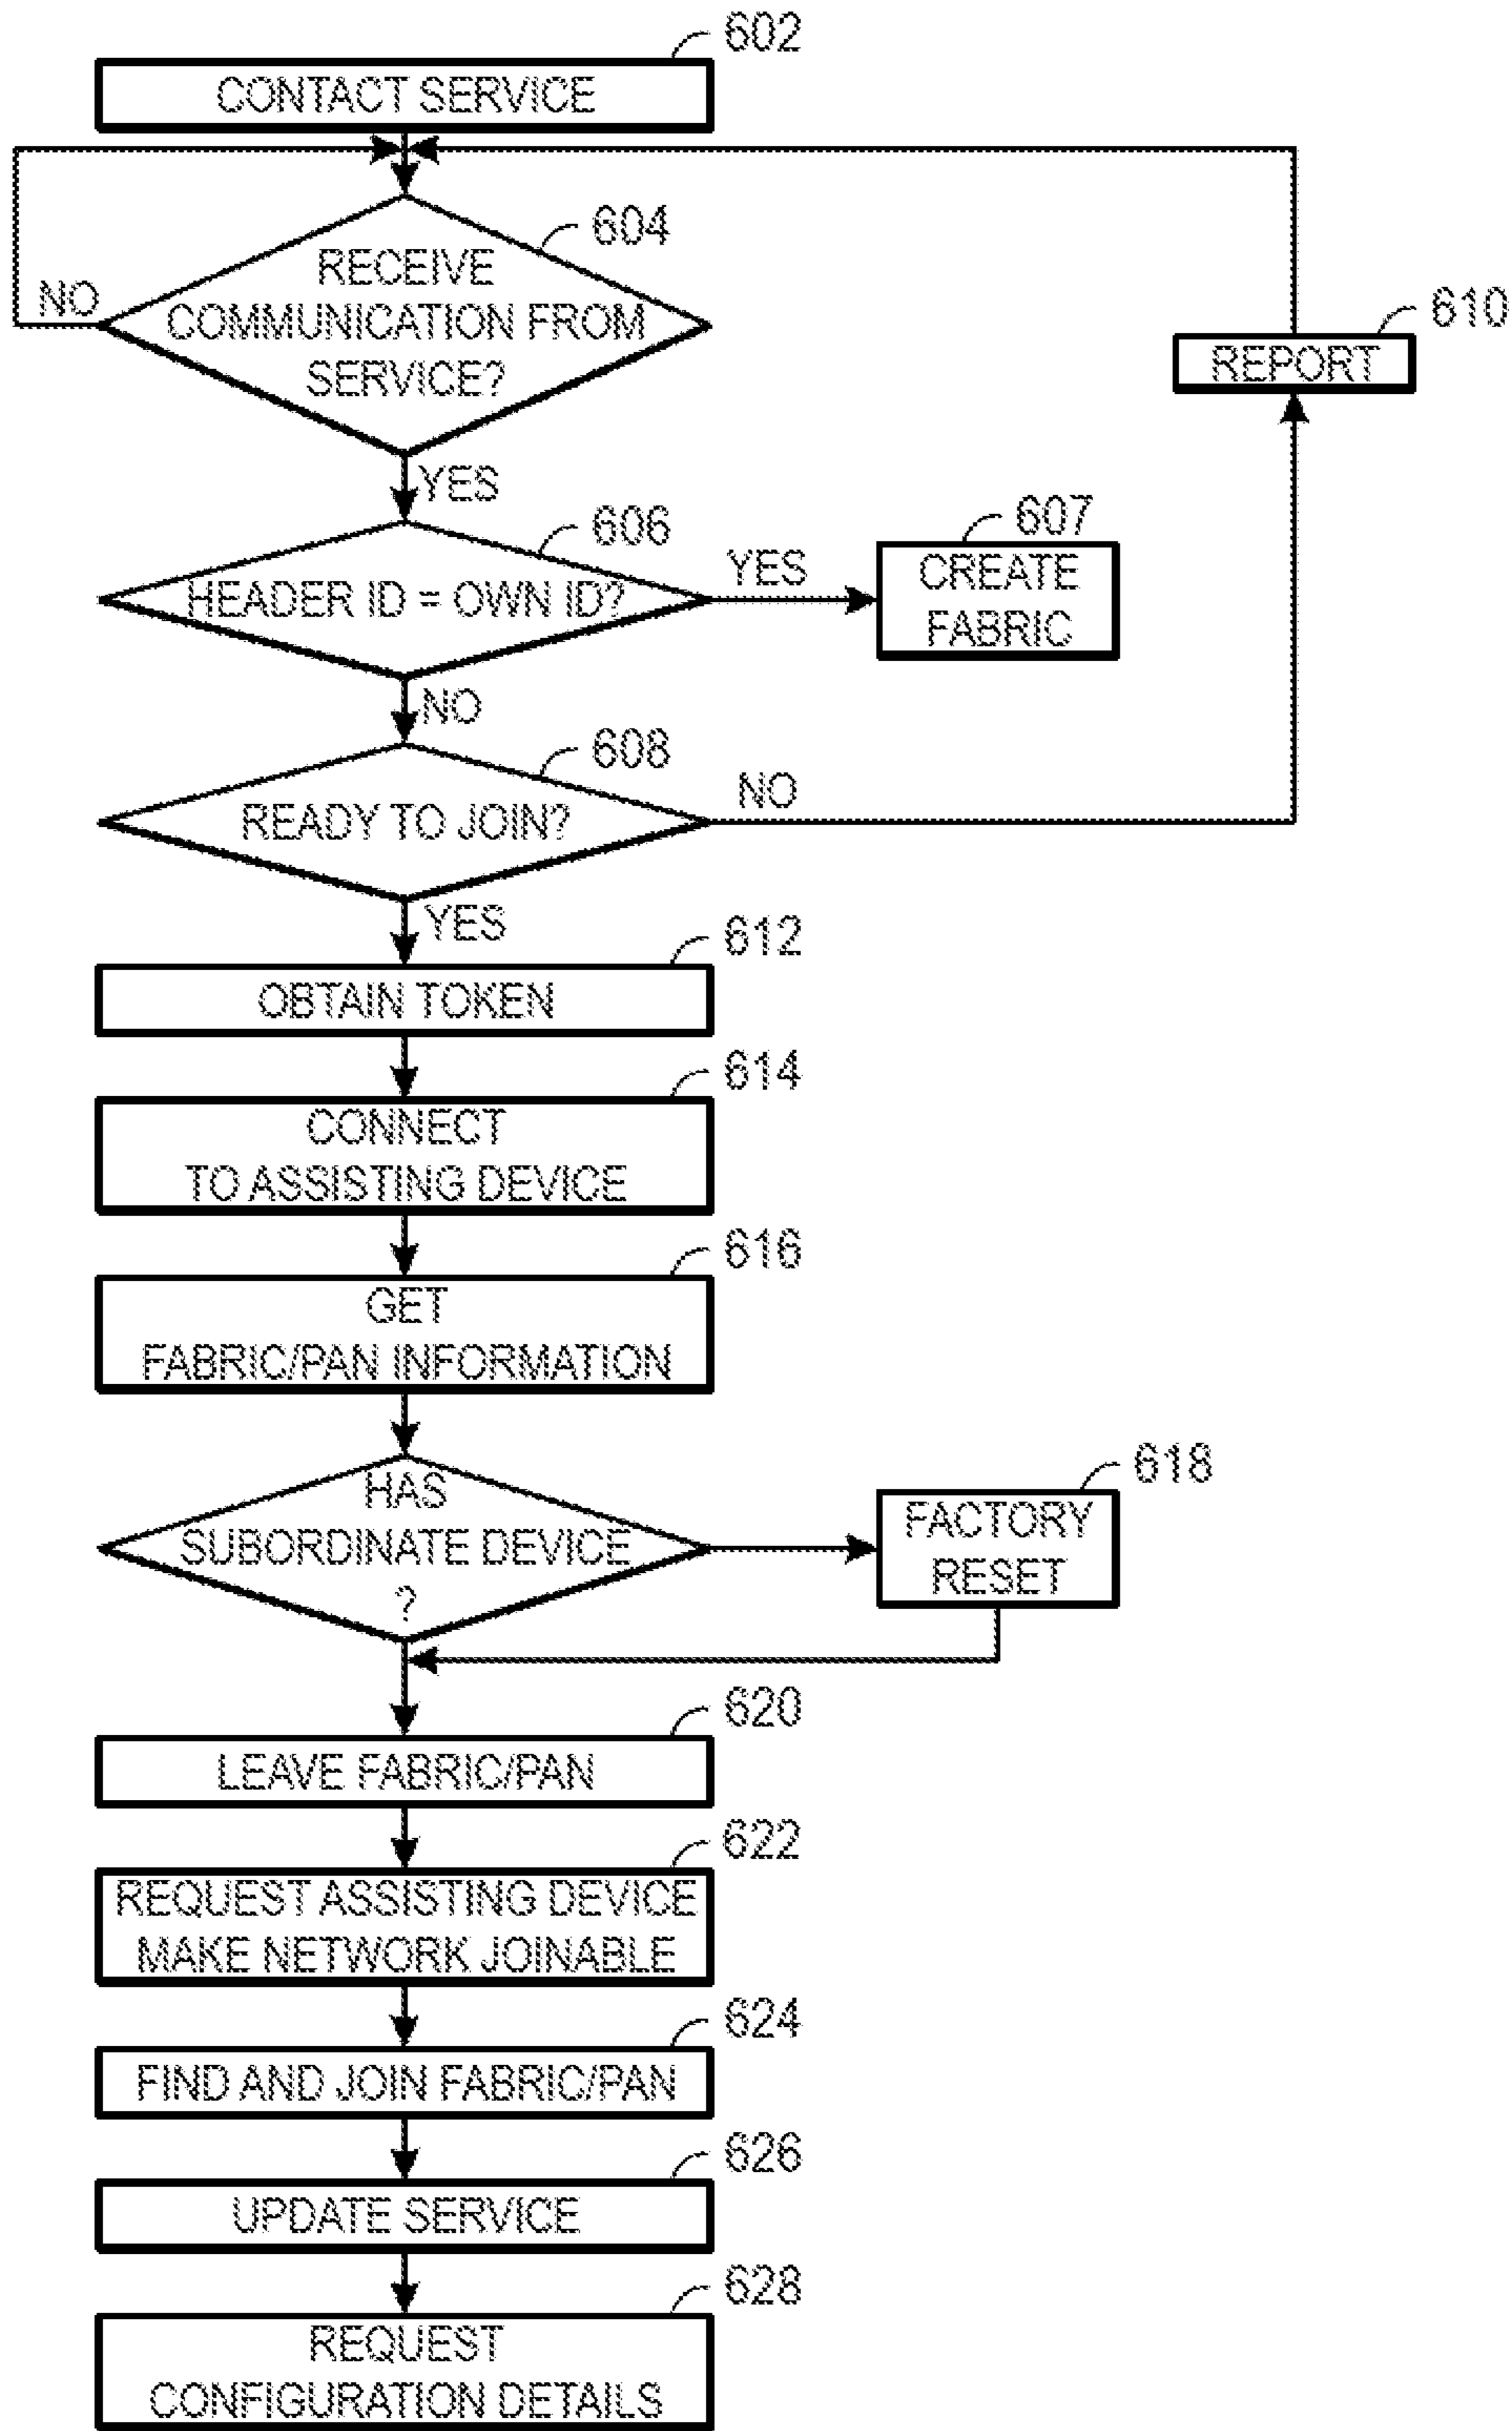 602
CONTACT SERVICE
604
RECEIVE
COMMUNICATION FROM
SERVICE?
NO
610
REPORT
YES
606
HEADER ID = OWN ID?
YES
607
CREATE
FABRIC
NO
608
READY TO JOIN?
NO
YES
612
OBTAIN TOKEN
614
CONNECT
TO ASSISTING DEVICE
616
GET
FABRIC/PAN INFORMATION
HAS
SUBORDINATE DEVICE
?
618
FACTORY
RESET
620
LEAVE FABRIC/PAN
622
REQUEST ASSISTING DEVICE
MAKE NETWORK JOINABLE
624
FIND AND JOIN FABRIC/PAN
626
UPDATE SERVICE
628
REQUEST
CONFIGURATION DETAILS